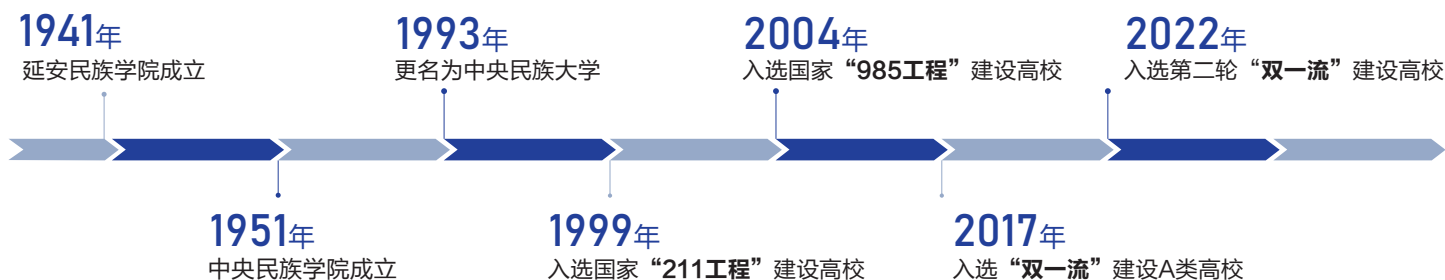 1941年
延安民族学院成立
1993年
更名为中央民族大学
2004年
入选国家“985工程”建设高校
2022年
入选第二轮“双一流”建设高校
1951年
中央民族学院成立
1999年
入选国家“211工程”建设高校
2017年
入选“双一流”建设A类高校